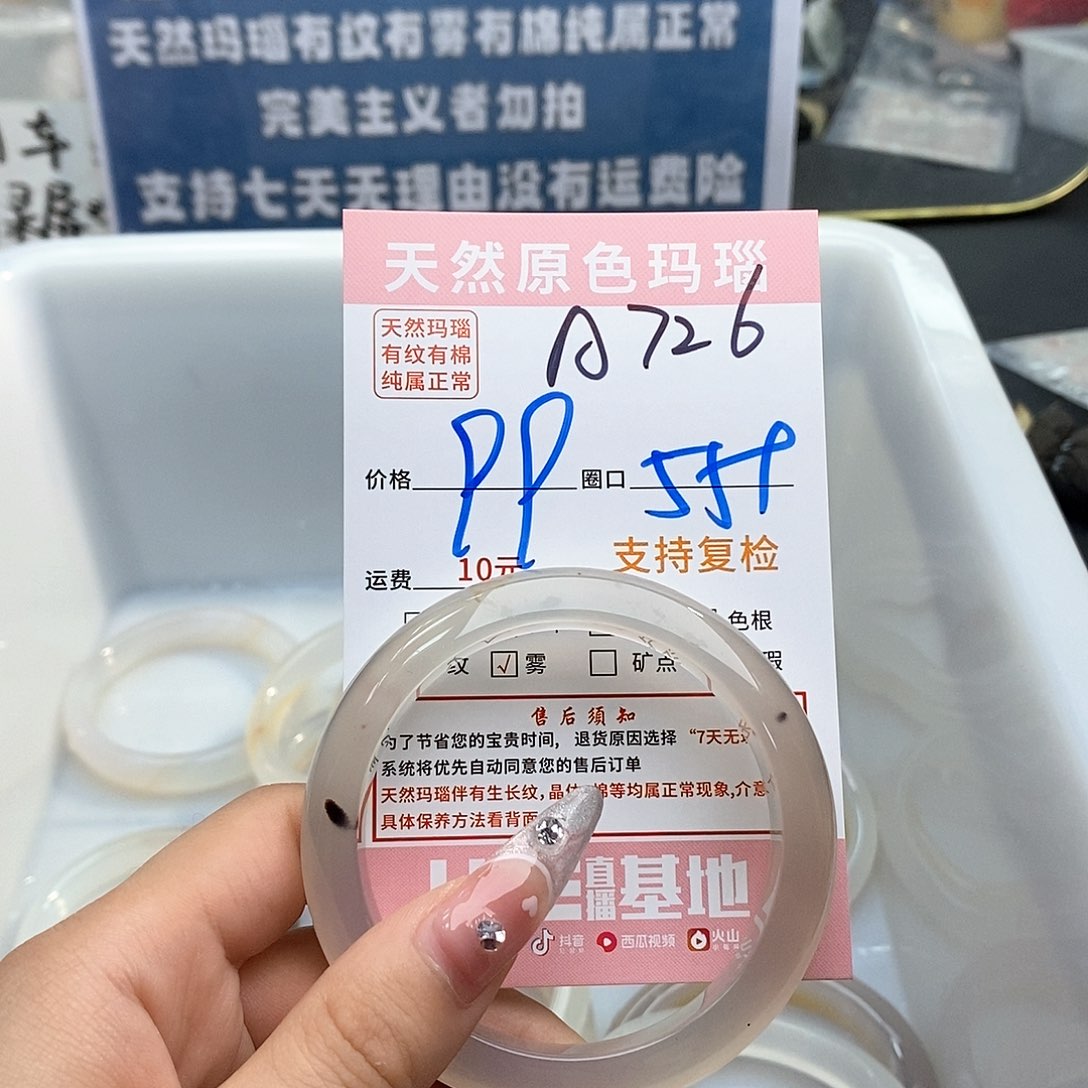 天然玛瑙有纹有雾有棉纯属正常
完美主义者勿拍
支持七天无理由没有运费险
车
天然原色玛瑙
天然玛瑙
有纹有棉
纯属正常
A726
价格 PP 圈口
运费 10元
支持复检
色根
纹 √ 雾 矿点
售后须知
为了节省您的宝贵时间，退货原因选择 “7天无
系统将优先自动同意您的售后订单
天然玛瑙伴有生长纹,晶体 棉等均属正常现象,介意
具体保养方法看背面
直播基地
抖音 西瓜视频 火山